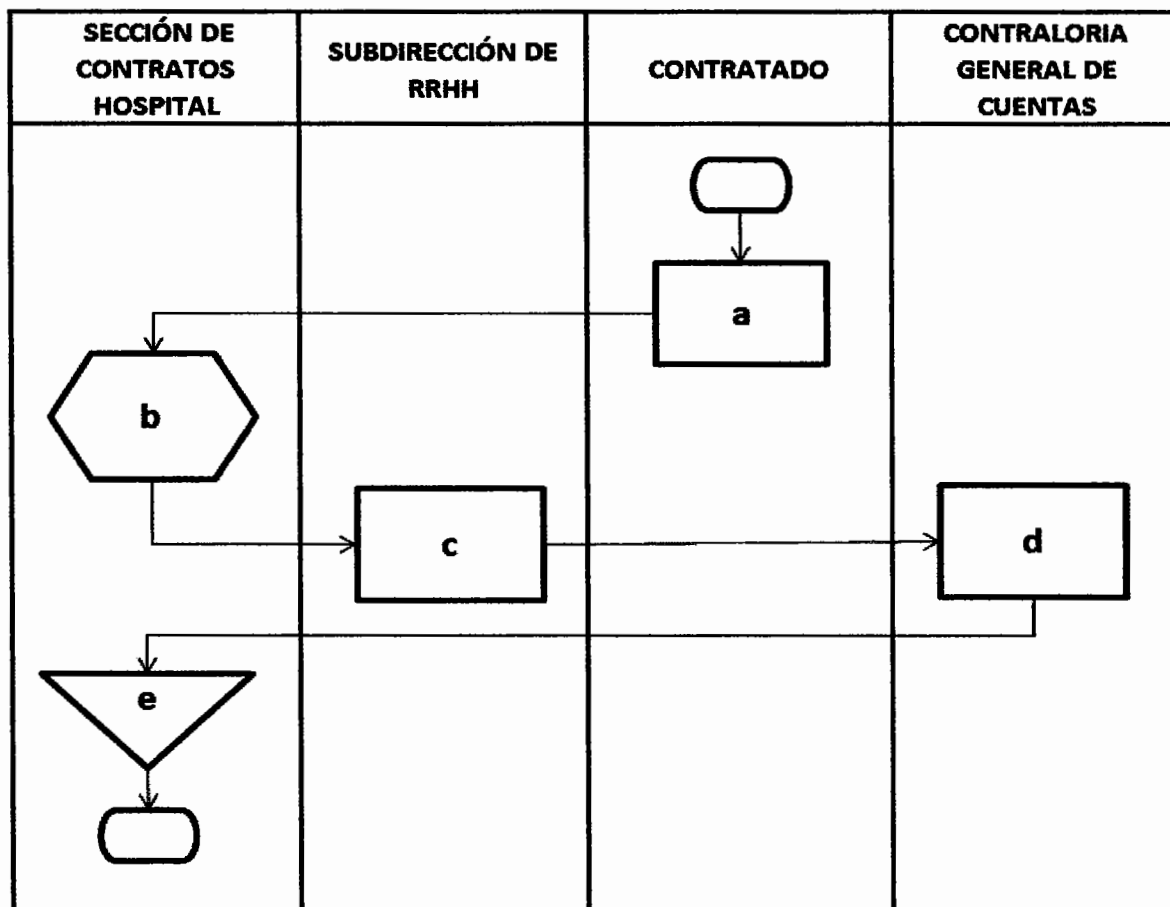 SECCIÓN DE
CONTRATOS
HOSPITAL
SUBDIRECCIÓN DE
RRHH
CONTRATADO
CONTRALORIA
GENERAL DE
CUENTAS
a
b
c
d
e